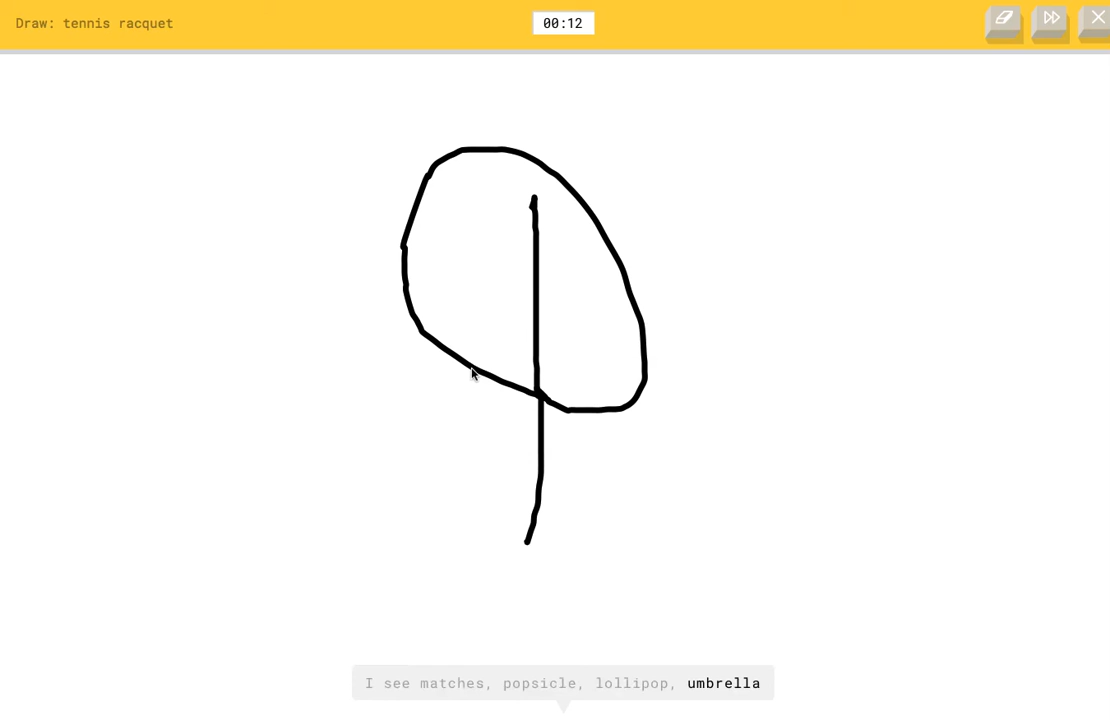 Draw: tennis racquet
00:12
I see matches, popsicle, lollipop, umbrella